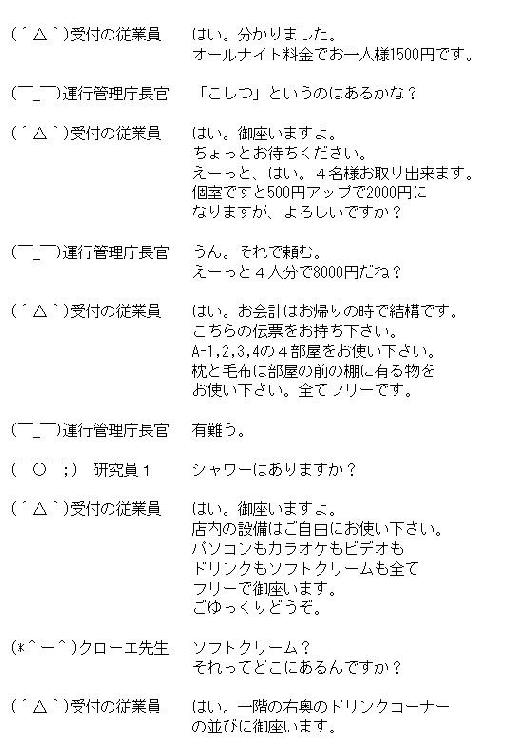 (´△｀)受付の従業員　はい。分かりました。
オールナイト料金でお一人様1500円です。
(￣_￣)運行管理庁長官　「こしつ」というのはあるかな？
(´△｀)受付の従業員　はい。御座いますよ。
ちょっとお待ちください。
えーっと、はい。４名様お取り出来ます。
個室ですと500円アップで2000円に
なりますが、よろしいですか？
(￣_￣)運行管理庁長官　うん。それで頼む。
えーっと４人分で8000円だね？
(´△｀)受付の従業員　はい。お会計はお帰りの時で結構です。
こちらの伝票をお持ち下さい。
A-1,2,3,4の４部屋をお使い下さい。
枕と毛布は部屋の前の棚に有る物を
お使い下さい。全てフリーです。
(￣_￣)運行管理庁長官　有難う。
(　○　;)　研究員１　シャワーはありますか？
(´△｀)受付の従業員　はい。御座いますよ。
店内の設備はご自由にお使い下さい。
パソコンもカラオケもビデオも
ドリンクもソフトクリームも全て
フリーで御座います。
ごゆっくりどうぞ。
(*＾ー＾)クローエ先生　ソフトクリーム？
それってどこにあるんですか？
(´△｀)受付の従業員　はい。一階の右奥のドリンクコーナー
の並びに御座います。